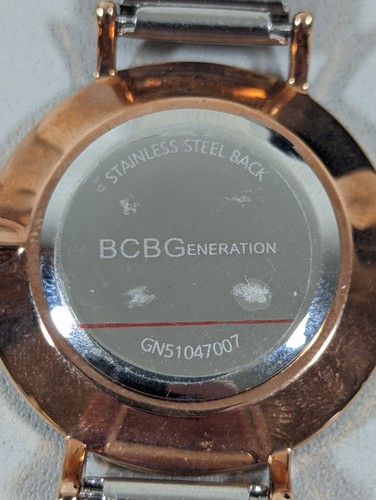 STAINLESS STEEL BACK
BCBGENERATION
GN51047007